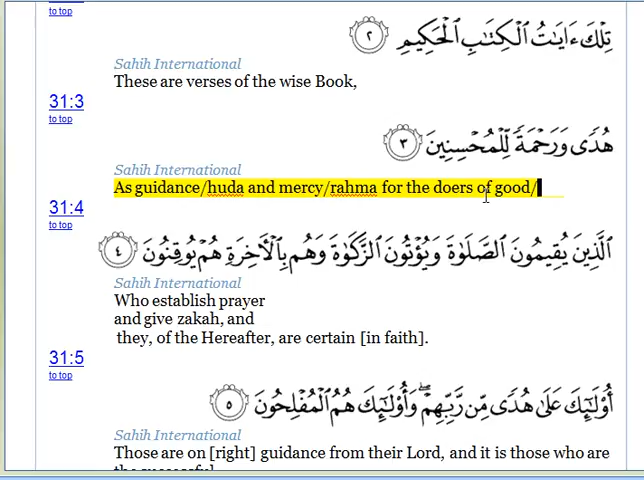 to top
تِلْكَ ءَايَٰتُ ٱلْكِتَٰبِ ٱلْحَكِيمِ ٢
Sahih International
These are verses of the wise Book,
31:3
to top
هُدًى وَرَحْمَةً لِّلْمُحْسِنِينَ ٣
Sahih International
As guidance/huda and mercy/rahma for the doers of good/
31:4
to top
ٱلَّذِينَ يُقِيمُونَ ٱلصَّلَوٰةَ وَيُؤْتُونَ ٱلزَّكَوٰةَ وَهُم بِٱلْءَاخِرَةِ هُمْ يُوقِنُونَ ٤
Sahih International
Who establish prayer
and give zakah, and
they, of the Hereafter, are certain [in faith].
31:5
to top
أُو۟لَٰٓئِكَ عَلَىٰ هُدًى مِّن رَّبِّهِمْ ۖ وَأُو۟لَٰٓئِكَ هُمُ ٱلْمُفْلِحُونَ ٥
Sahih International
Those are on [right] guidance from their Lord, and it is those who are
the successful